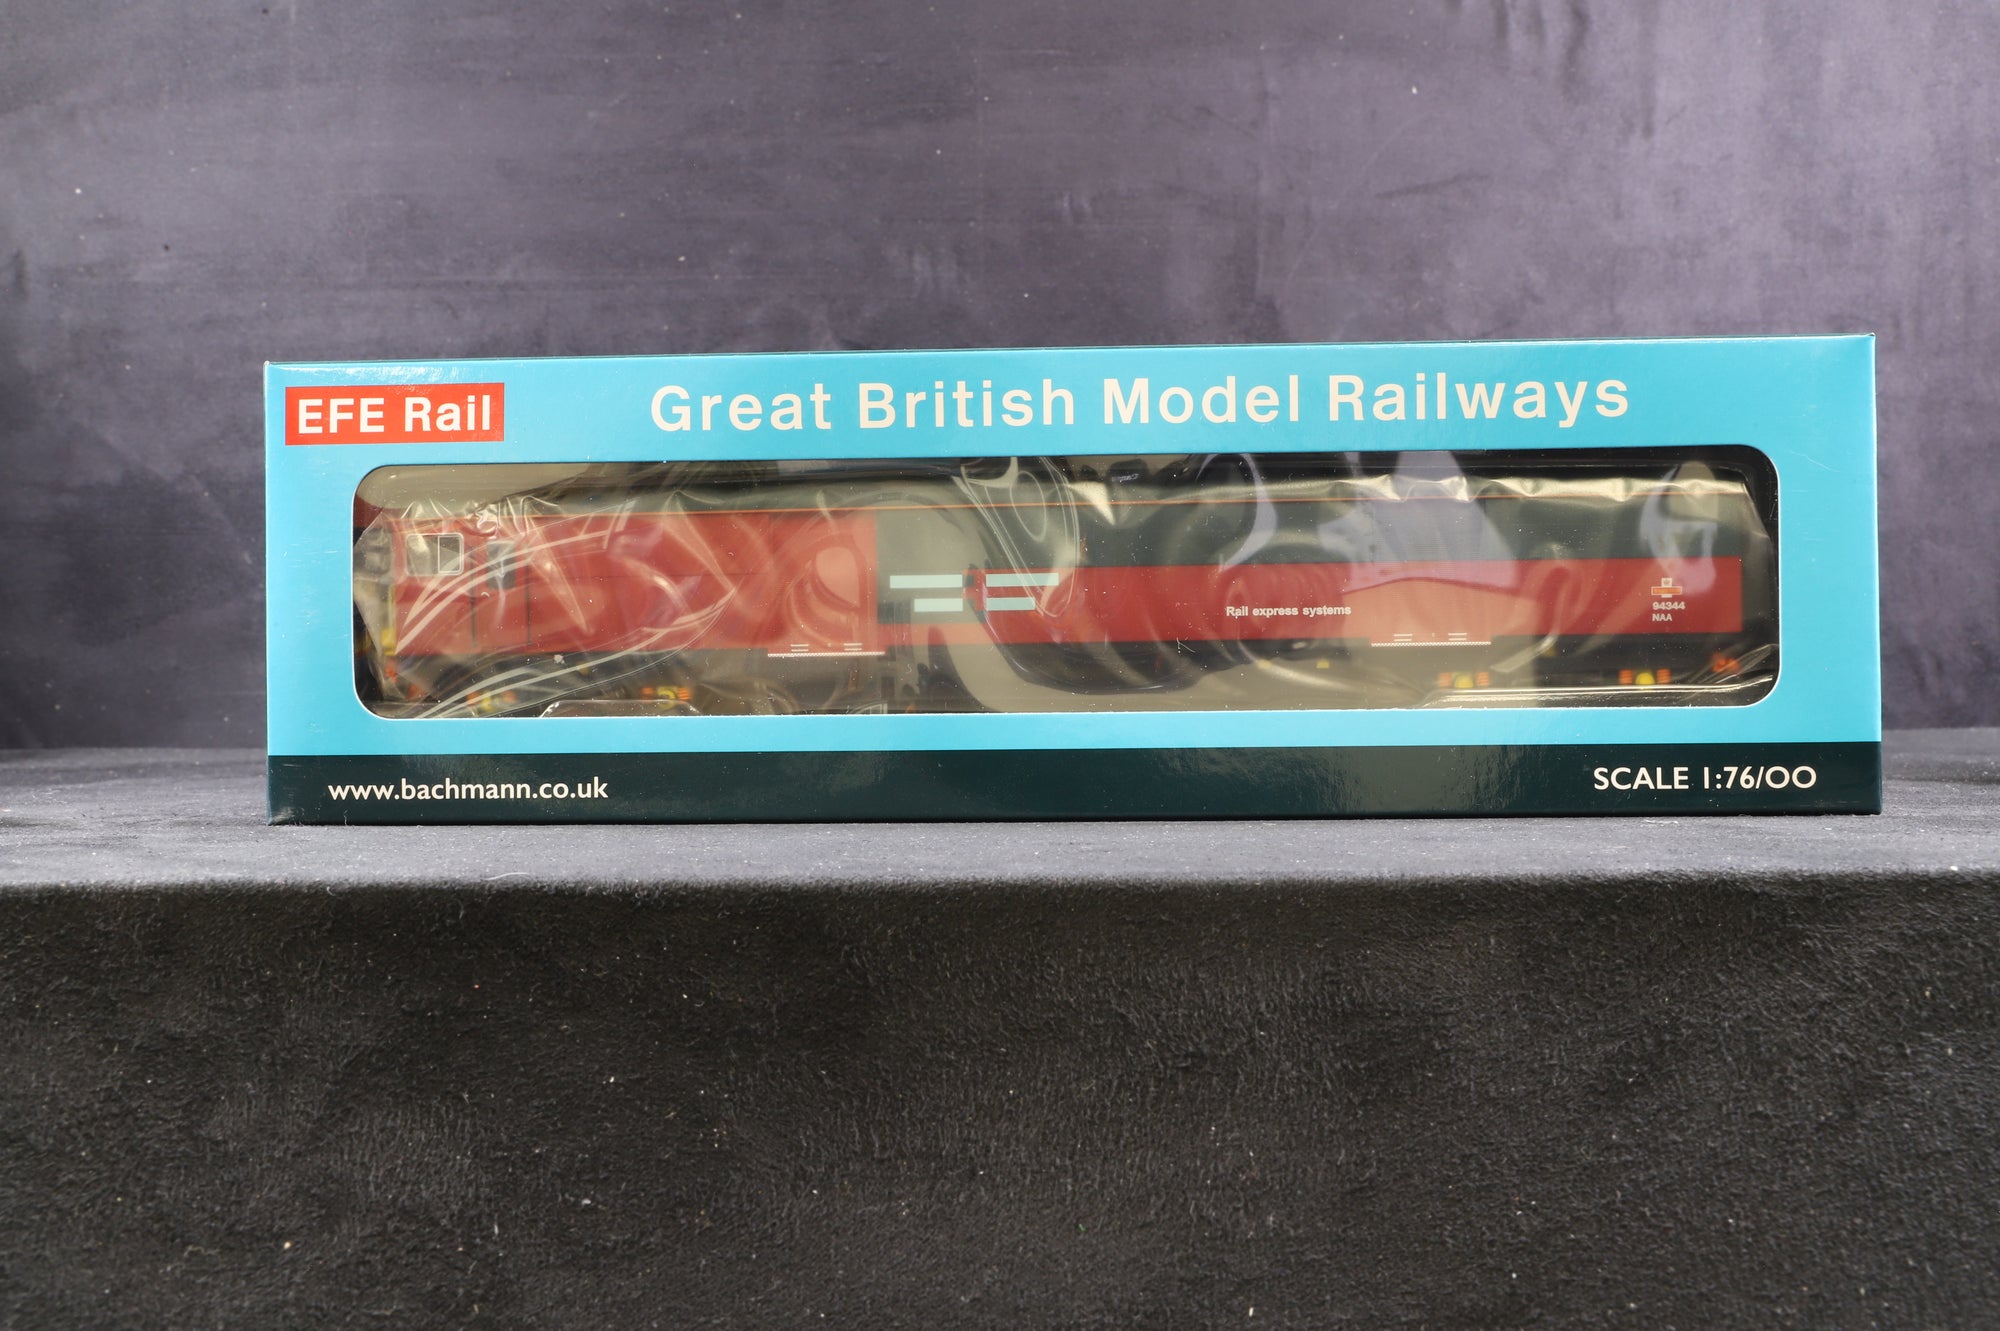 EFE Rail
Great British Model Railways
Rail express systems
94344
NAA
www.bachmann.co.uk
SCALE 1:76/OO